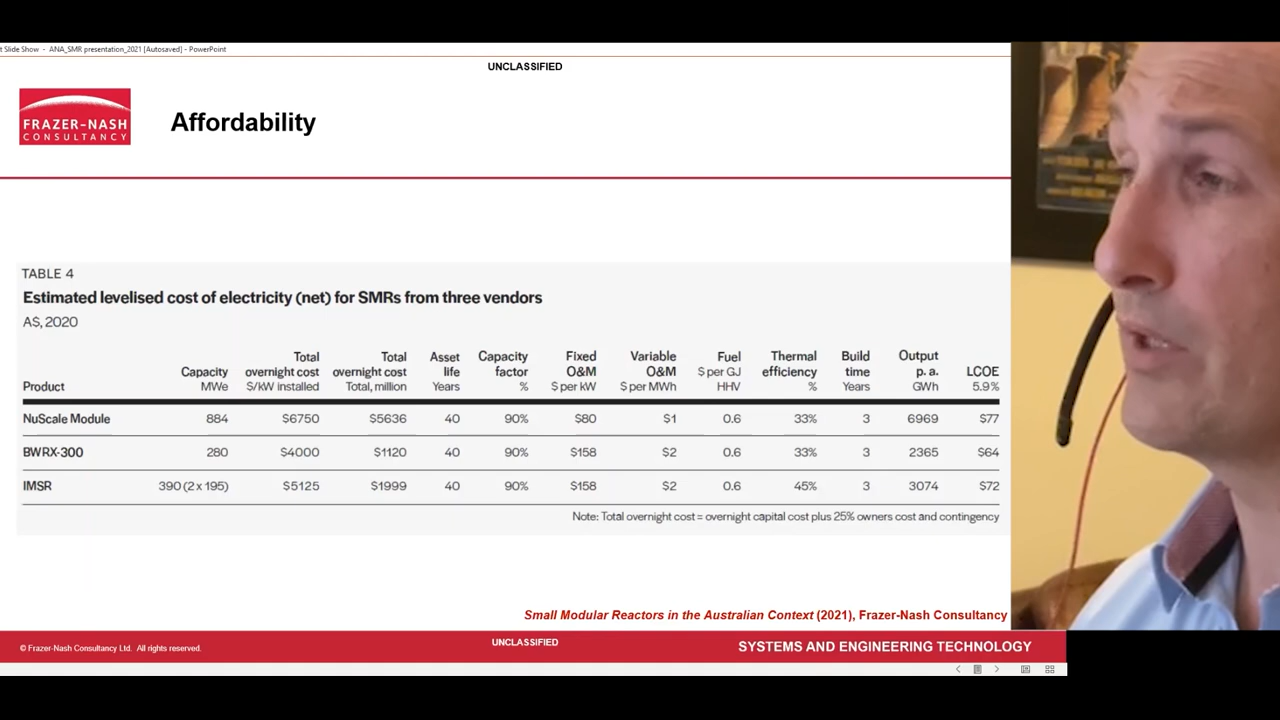 t Slide Show - ANA_SMR presentation_2021 [Autosaved] - PowerPoint
UNCLASSIFIED
FRAZER-NASH
CONSULTANCY
Affordability
TABLE 4
Estimated levelised cost of electricity (net) for SMRs from three vendors
A$, 2020
Product Capacity MWe Total overnight cost $/kW installed Total overnight cost Total, million Asset life Years Capacity factor % Fixed O&M $ per kW Variable O&M $ per MWh Fuel $ per GJ HHV Thermal efficiency % Build time Years Output p. a. GWh LCOE 5.9%
NuScale Module 884 $6750 $5636 40 90% $80 $1 0.6 33% 3 6969 $77
BWRX-300 280 $4000 $1120 40 90% $158 $2 0.6 33% 3 2365 $64
IMSR 390 (2 x 195) $5125 $1999 40 90% $158 $2 0.6 45% 3 3074 $72
Note: Total overnight cost = overnight capital cost plus 25% owners cost and contingency
Small Modular Reactors in the Australian Context (2021), Frazer-Nash Consultancy
© Frazer-Nash Consultancy Ltd. All rights reserved.
UNCLASSIFIED
SYSTEMS AND ENGINEERING TECHNOLOGY